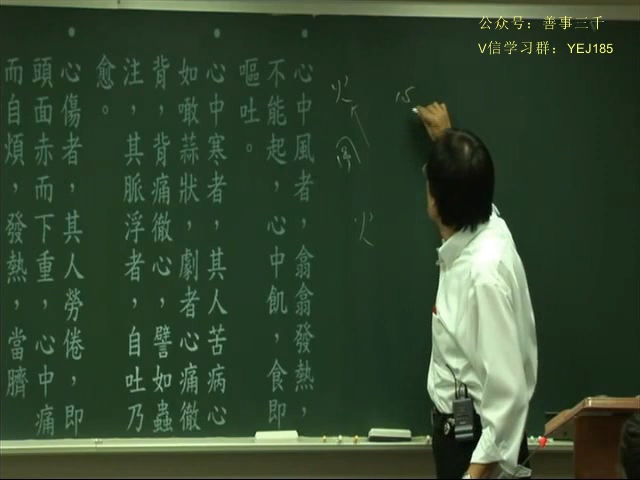 公众号：善事三千
V信学习群：YEJ185
心中風者，翕翕發熱，
不能起，心中飢，食即
嘔吐。
心中寒者，其人苦病心
如噉蒜狀，劇者心痛徹
背，背痛徹心，譬如蠱
注，其脈浮者，自吐乃
愈。
心傷者，其人勞倦，即
頭面赤而下重，心中痛
而自煩，發熱，當臍
火
火